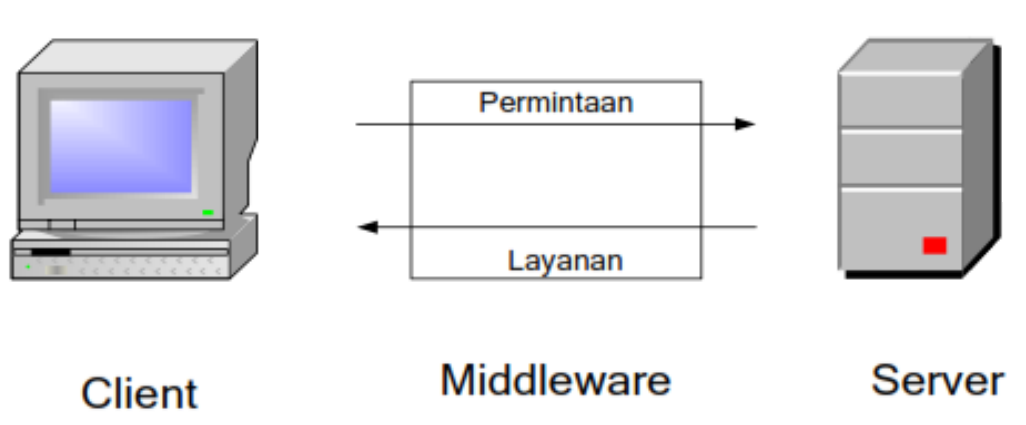 Permintaan
Layanan
Client
Middleware
Server